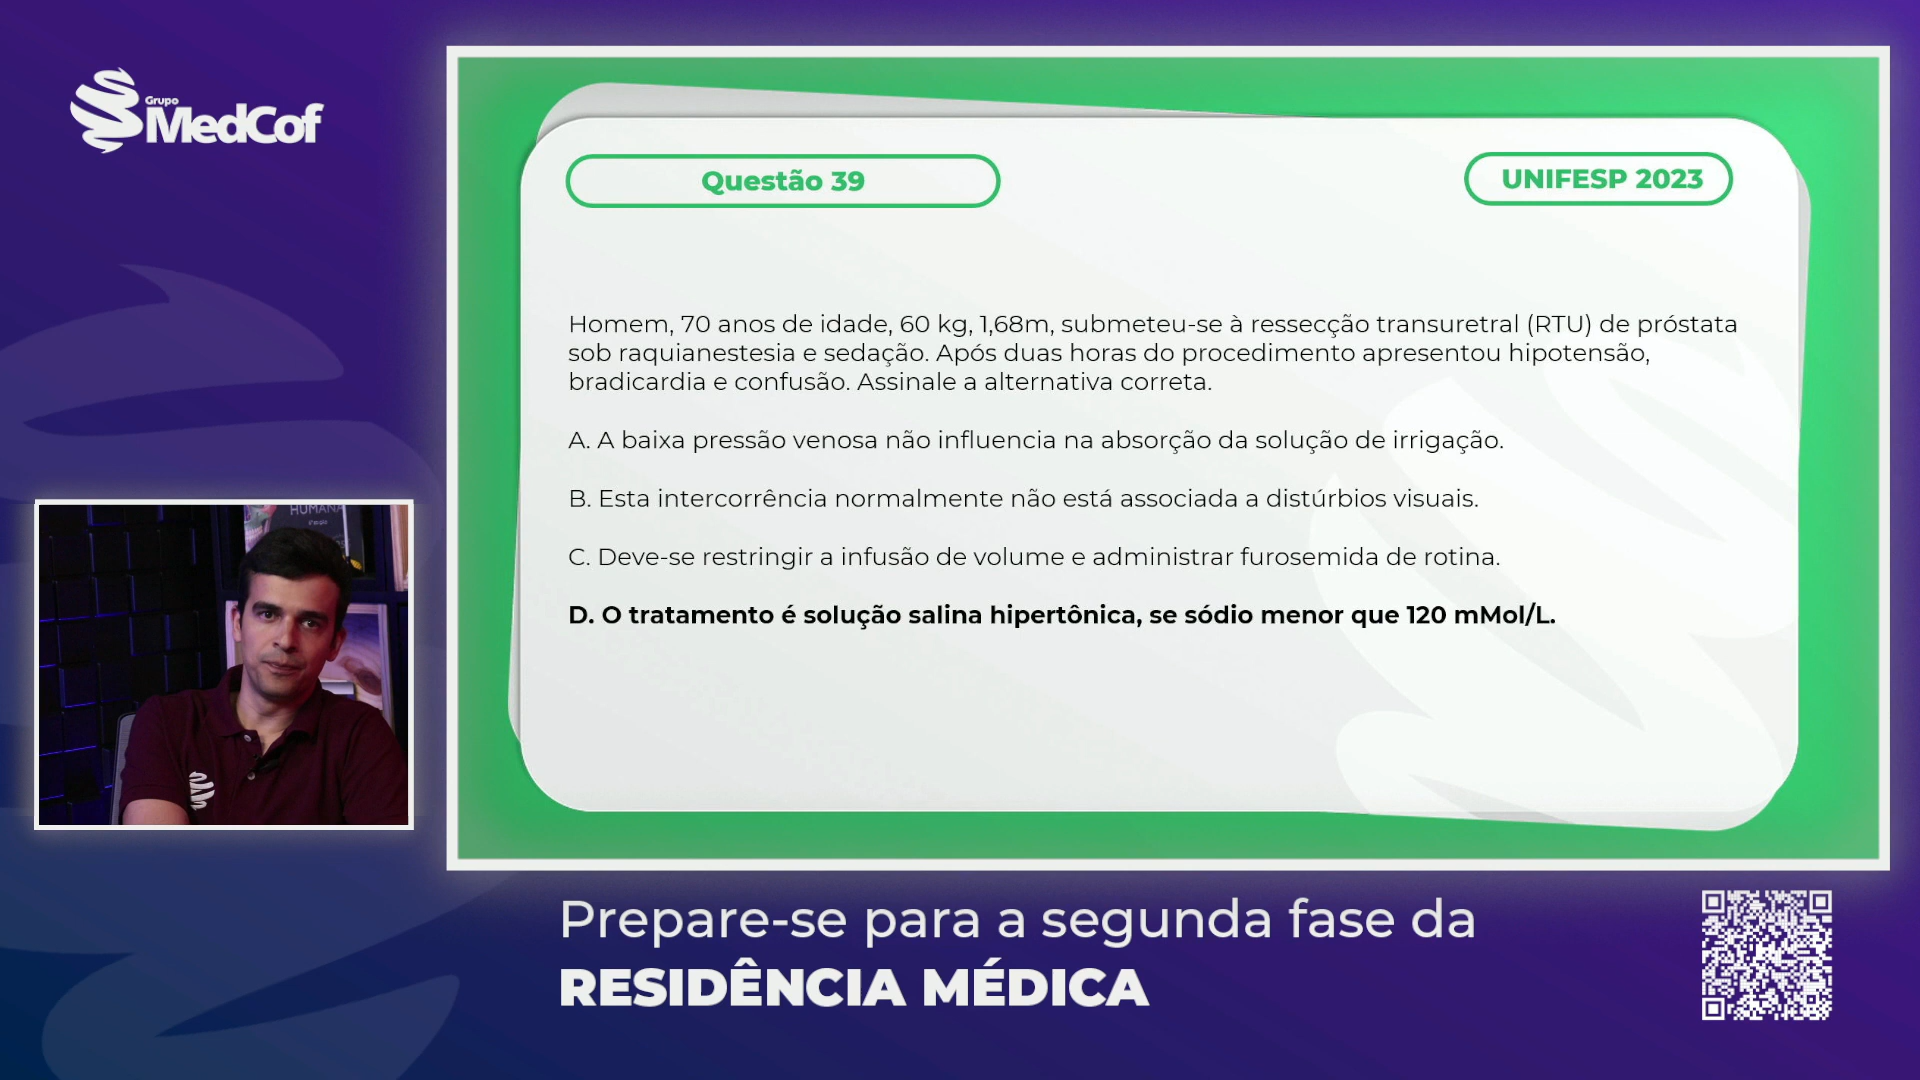 Grupo
MedCof
Questão 39
UNIFESP 2023
Homem, 70 anos de idade, 60 kg, 1,68m, submeteu-se à ressecção transuretral (RTU) de próstata
sob raquianestesia e sedação. Após duas horas do procedimento apresentou hipotensão,
bradicardia e confusão. Assinale a alternativa correta.
A. A baixa pressão venosa não influencia na absorção da solução de irrigação.
B. Esta intercorrência normalmente não está associada a distúrbios visuais.
C. Deve-se restringir a infusão de volume e administrar furosemida de rotina.
D. O tratamento é solução salina hipertônica, se sódio menor que 120 mMol/L.
HUMANA
Prepare-se para a segunda fase da
RESIDÊNCIA MÉDICA